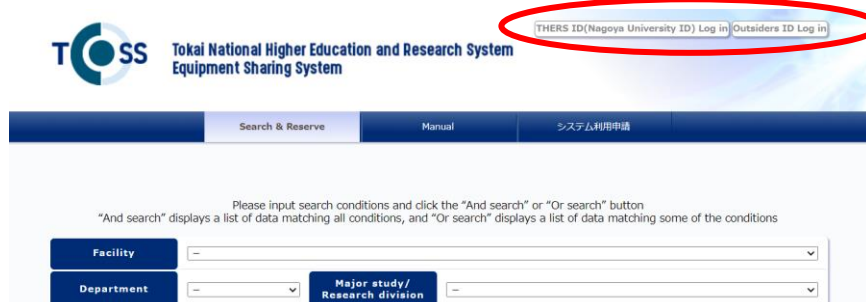 THERS ID(Nagoya University ID) Log in Outsiders ID Log in
TCOSS
Tokai National Higher Education and Research System
Equipment Sharing System
Search & Reserve Manual システム利用申請
Please input search conditions and click the "And search" or "Or search" button
"And search" displays a list of data matching all conditions, and "Or search" displays a list of data matching some of the conditions
Facility –
Department – Major study/
Research division –